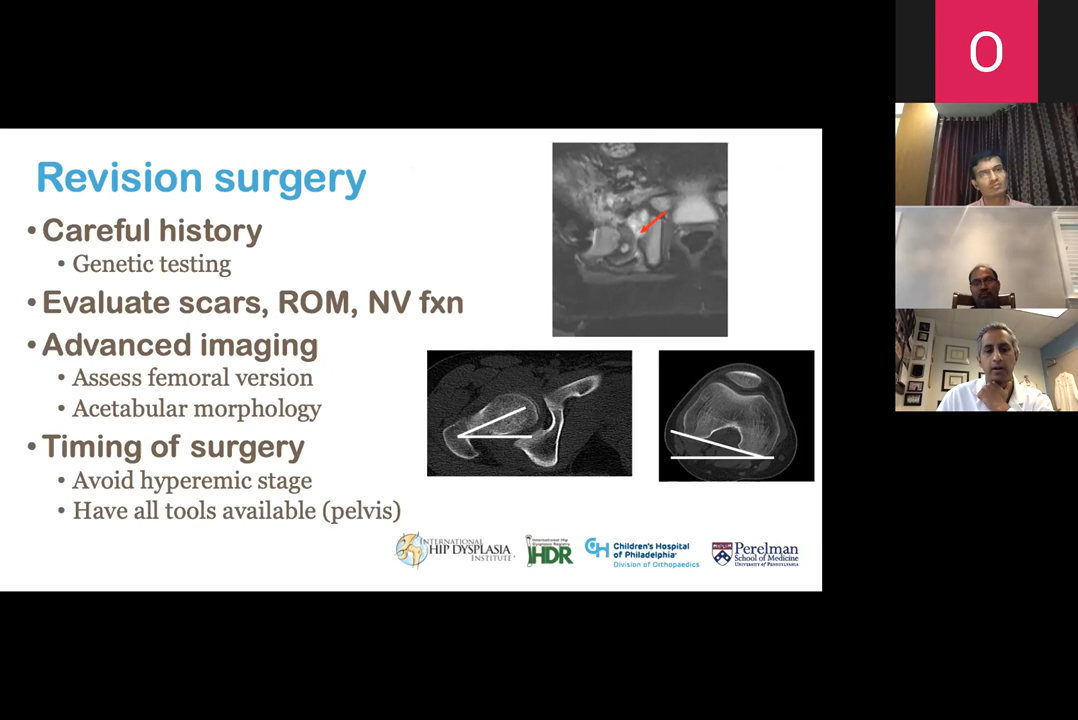 O
Revision surgery
• Careful history
• Genetic testing
• Evaluate scars, ROM, NV fxn
• Advanced imaging
• Assess femoral version
• Acetabular morphology
• Timing of surgery
• Avoid hyperemic stage
• Have all tools available (pelvis)
INTERNATIONAL
HIP DYSPLASIA
INSTITUTE
International Hip
Dysplasia Registry
IHDR
CH
Children's Hospital
of Philadelphia
Division of Orthopaedics
Perelman
School of Medicine
UNIVERSITY OF PENNSYLVANIA